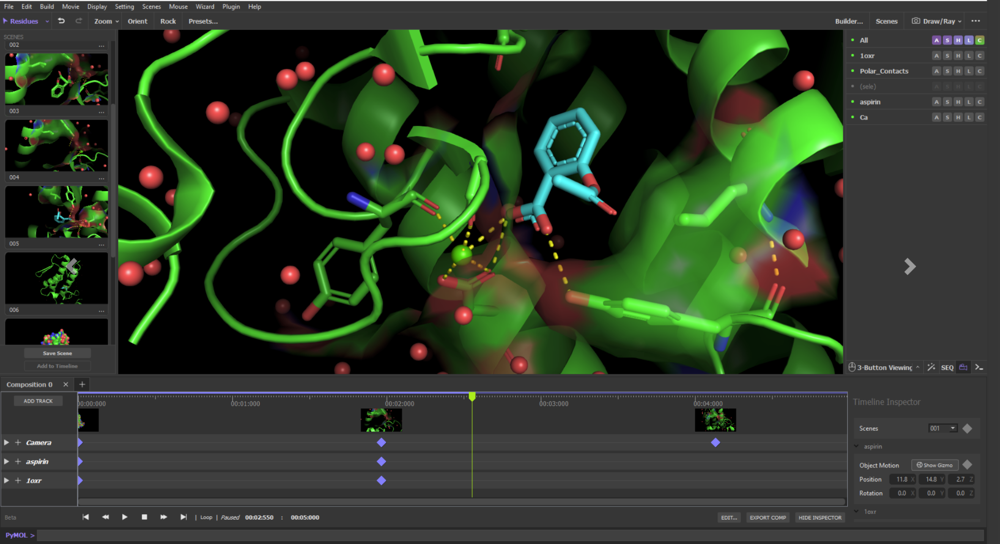 File Edit Build Movie Display Setting Scenes Mouse Wizard Plugin Help
Residues Zoom Orient Rock Presets... Builder... Scenes Draw/Ray ...
SCENES
002 ...
003 ...
004 ...
005 ...
006 ...
Save Scene
Add to Timeline
All A S H L C
1oxr A S H L C
Polar_Contacts A S H L C
(sele) A S H L C
aspirin A S H L C
Ca A S H L C
3-Button Viewing SEQ
Composition 0 × +
ADD TRACK
00:00:000 00:01:000 00:02:000 00:03:000 00:04:000
+ Camera
+ aspirin
+ 1oxr
Timeline Inspector
Scenes 001
aspirin
Object Motion Show Gizmo
Position 11.8 X 14.8 Y 2.7 Z
Rotation 0.0 X 0.0 Y 0.0 Z
1oxr
Beta | Loop | Paused 00:02:550 : 00:05:000 EDIT... EXPORT COMP HIDE INSPECTOR
PyMOL >